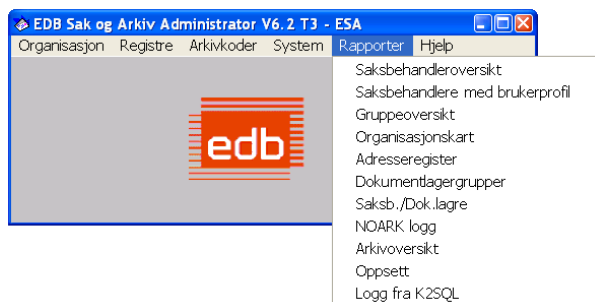 EDB Sak og Arkiv Administrator V6.2 T3 - ESA
Organisasjon Registre Arkivkoder System Rapporter Hjelp
edb
Saksbehandleroversikt
Saksbehandlere med brukerprofil
Gruppeoversikt
Organisasjonskart
Adresseregister
Dokumentlagergrupper
Saksb./Dok.lagre
NOARK logg
Arkivoversikt
Oppsett
Logg fra K2SQL